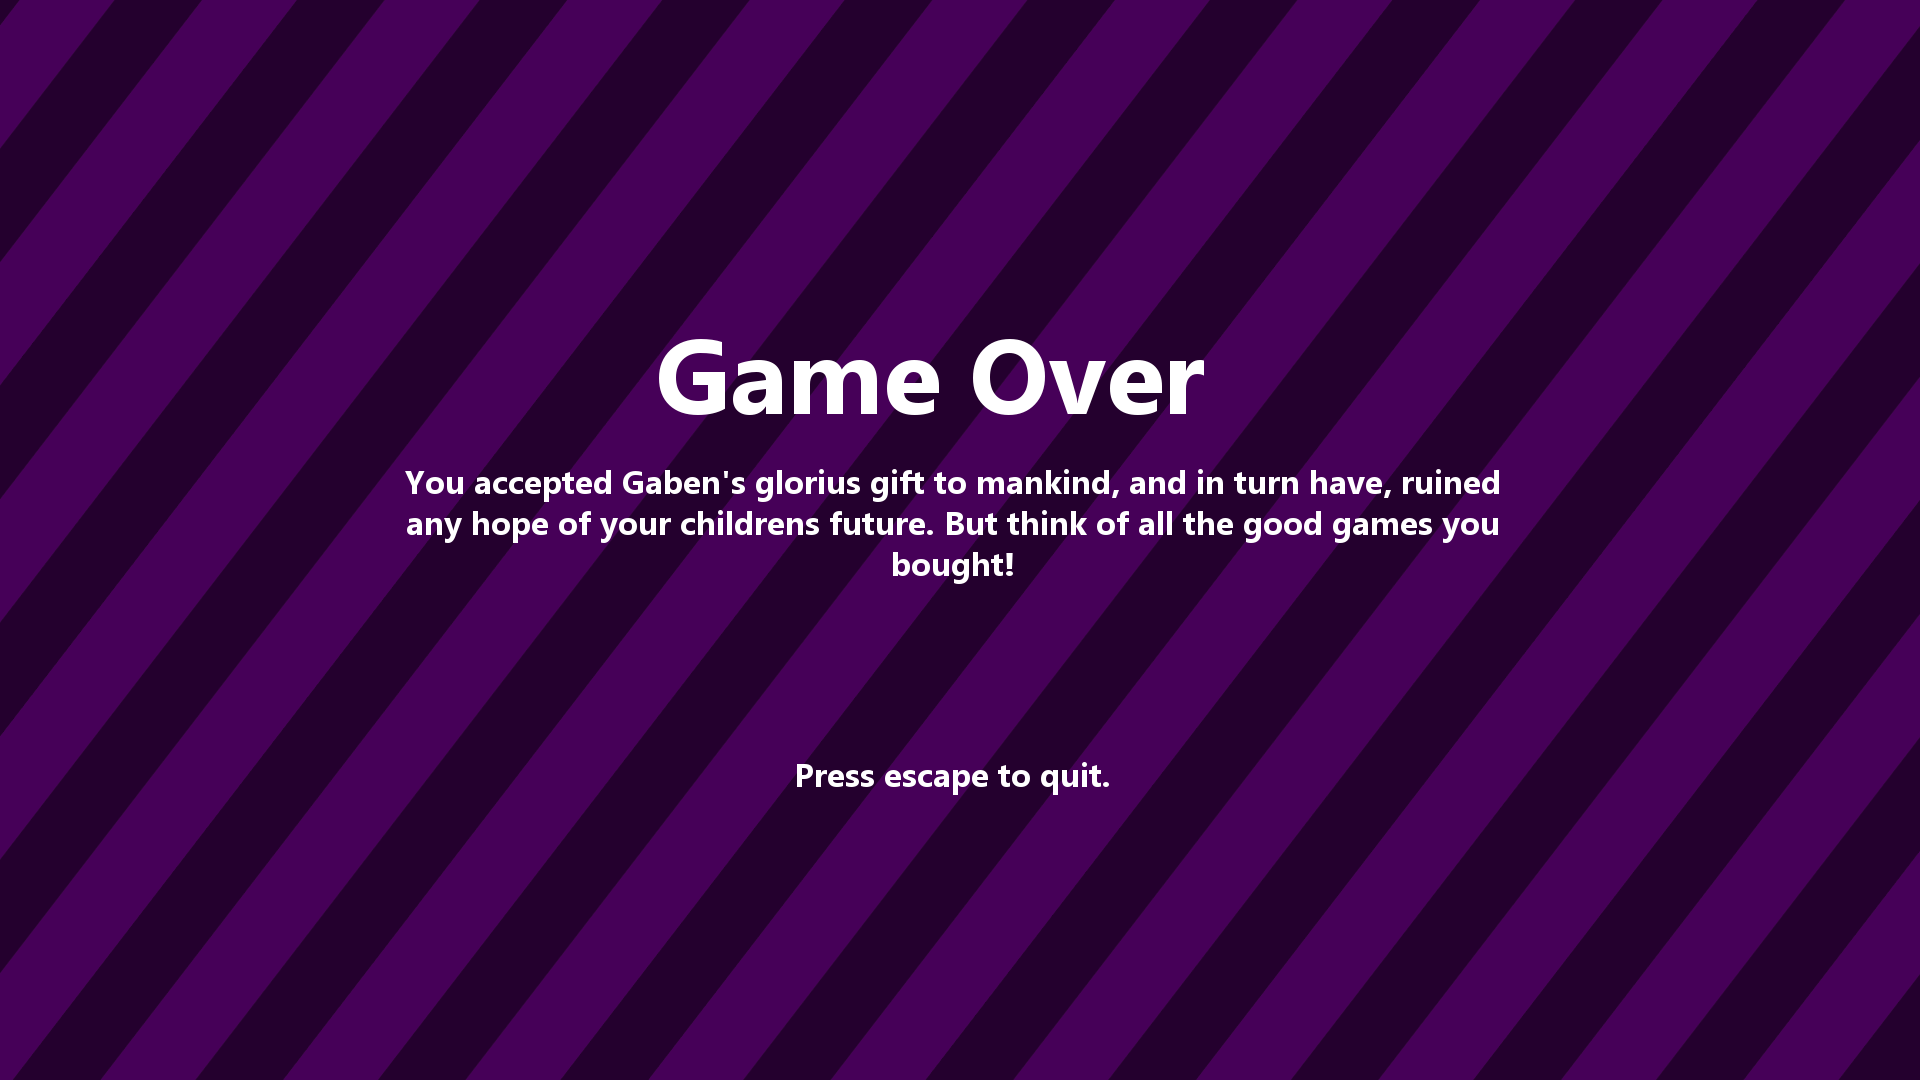 Game Over
You accepted Gaben's glorius gift to mankind, and in turn have, ruined
any hope of your childrens future. But think of all the good games you
bought!
Press escape to quit.